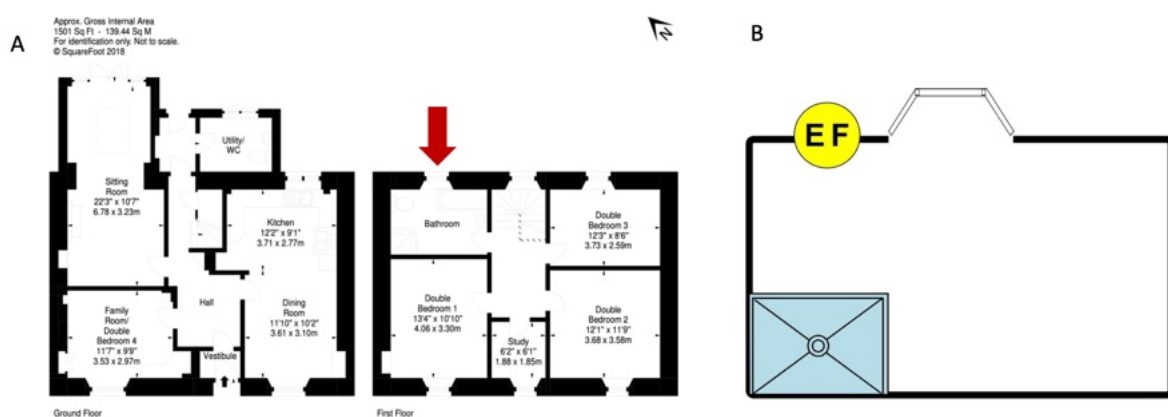 Approx. Gross Internal Area
1501 Sq Ft - 139.44 Sq M
For identification only. Not to scale.
© SquareFoot 2018
A
N
B
EF
Utility/
WC
Sitting
Room
22'3" x 10'7"
6.78 x 3.23m
Kitchen
12'2" x 9'1"
3.71 x 2.77m
Hall
Family
Room/
Double
Bedroom 4
11'7" x 9'9"
3.53 x 2.97m
Dining
Room
11'10" x 10'2"
3.61 x 3.10m
Vestibule
Ground Floor
Bathroom
Double
Bedroom 3
12'3" x 8'6"
3.73 x 2.59m
Double
Bedroom 1
13'4" x 10'10"
4.06 x 3.30m
Double
Bedroom 2
12'1" x 11'9"
3.68 x 3.58m
Study
6'2" x 6'1"
1.88 x 1.85m
First Floor